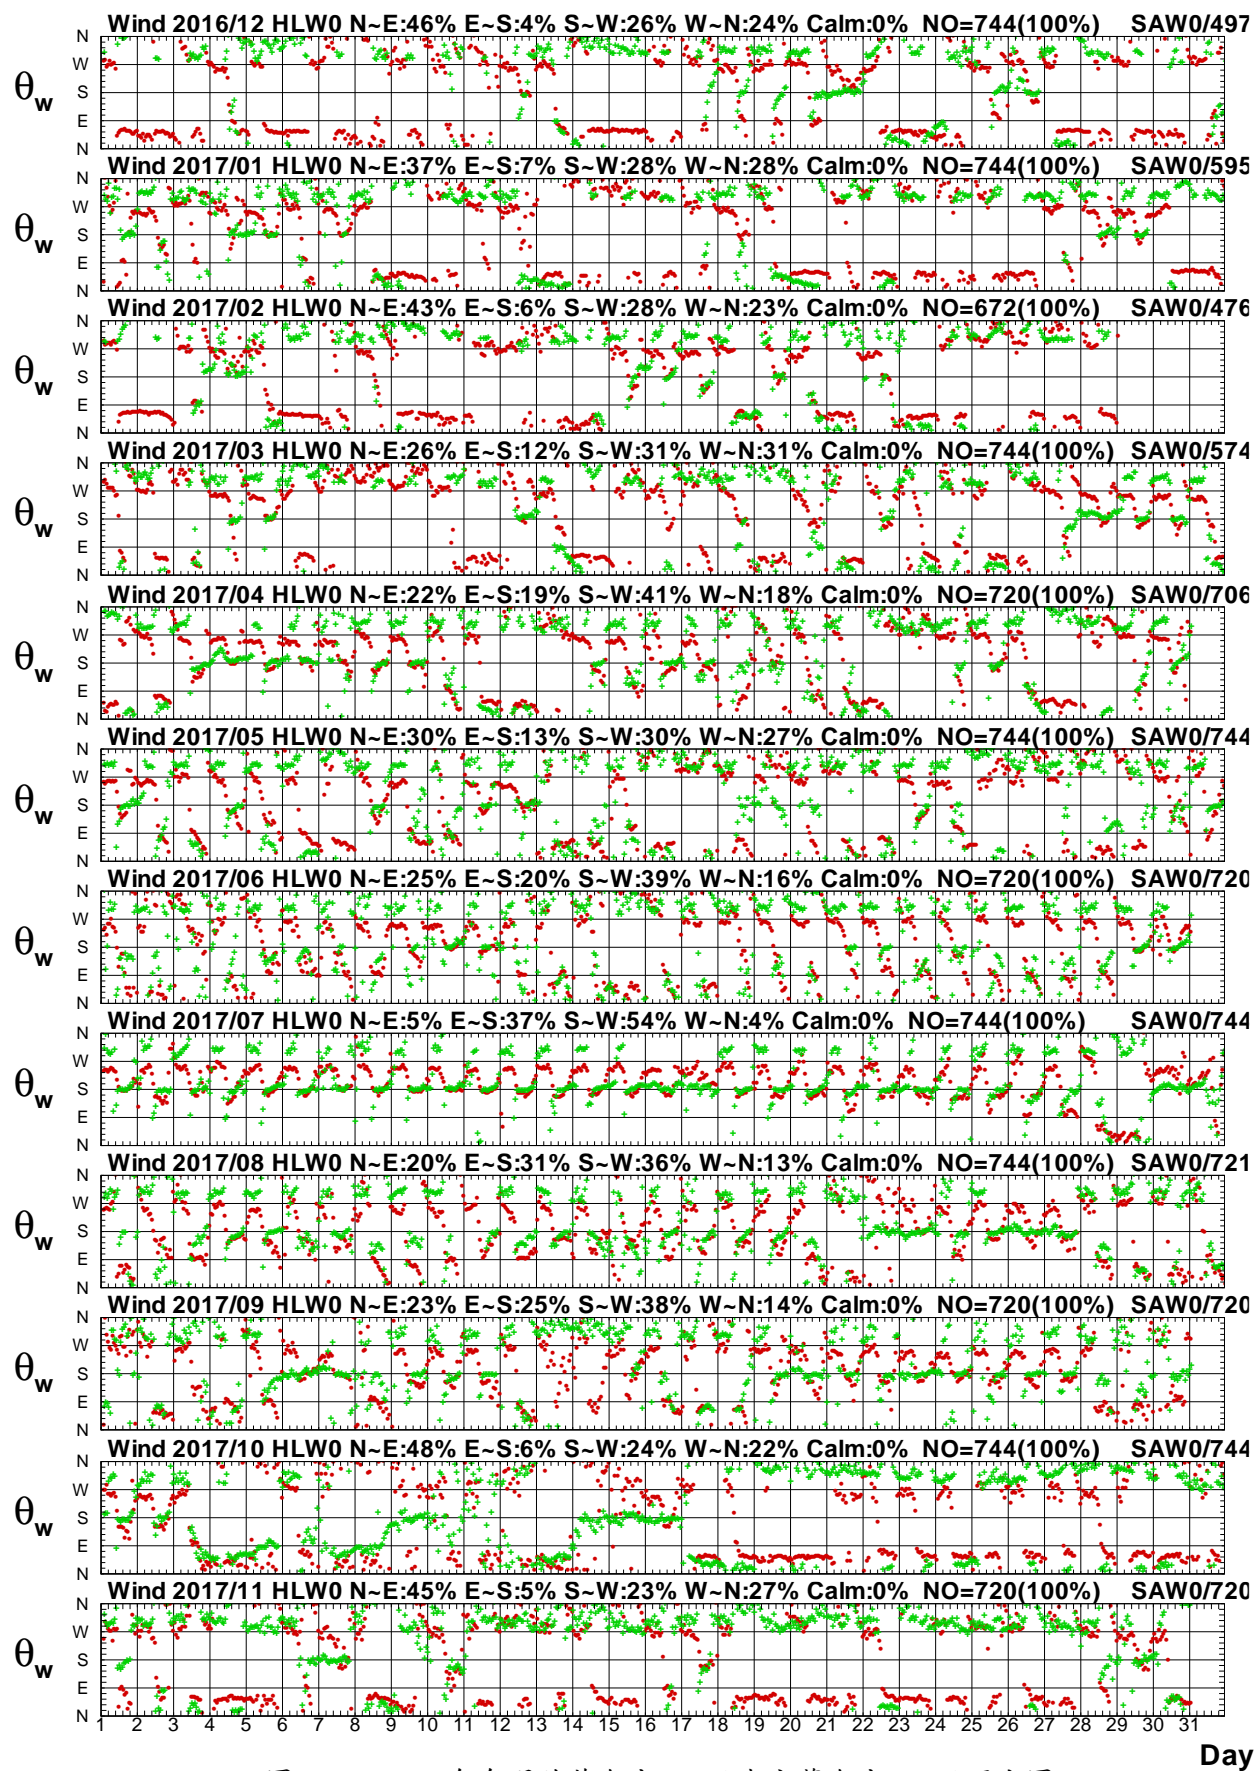 Wind 2016/12 HLW0 N~E:46% E~S:4% S~W:26% W~N:24% Calm:0% NO=744(100%) SAW0/497
N
W
θw S
E
N
Wind 2017/01 HLW0 N~E:37% E~S:7% S~W:28% W~N:28% Calm:0% NO=744(100%) SAW0/595
N
W
θw S
E
N
Wind 2017/02 HLW0 N~E:43% E~S:6% S~W:28% W~N:23% Calm:0% NO=672(100%) SAW0/476
N
W
θw S
E
N
Wind 2017/03 HLW0 N~E:26% E~S:12% S~W:31% W~N:31% Calm:0% NO=744(100%) SAW0/574
N
W
θw S
E
N
Wind 2017/04 HLW0 N~E:22% E~S:19% S~W:41% W~N:18% Calm:0% NO=720(100%) SAW0/706
N
W
θw S
E
N
Wind 2017/05 HLW0 N~E:30% E~S:13% S~W:30% W~N:27% Calm:0% NO=744(100%) SAW0/744
N
W
θw S
E
N
Wind 2017/06 HLW0 N~E:25% E~S:20% S~W:39% W~N:16% Calm:0% NO=720(100%) SAW0/720
N
W
θw S
E
N
Wind 2017/07 HLW0 N~E:5% E~S:37% S~W:54% W~N:4% Calm:0% NO=744(100%) SAW0/744
N
W
θw S
E
N
Wind 2017/08 HLW0 N~E:20% E~S:31% S~W:36% W~N:13% Calm:0% NO=744(100%) SAW0/721
N
W
θw S
E
N
Wind 2017/09 HLW0 N~E:23% E~S:25% S~W:38% W~N:14% Calm:0% NO=720(100%) SAW0/720
N
W
θw S
E
N
Wind 2017/10 HLW0 N~E:48% E~S:6% S~W:24% W~N:22% Calm:0% NO=744(100%) SAW0/744
N
W
θw S
E
N
Wind 2017/11 HLW0 N~E:45% E~S:5% S~W:23% W~N:27% Calm:0% NO=720(100%) SAW0/720
N
W
θw S
E
N
1 2 3 4 5 6 7 8 9 10 11 12 13 14 15 16 17 18 19 20 21 22 23 24 25 26 27 28 29 30 31
Day